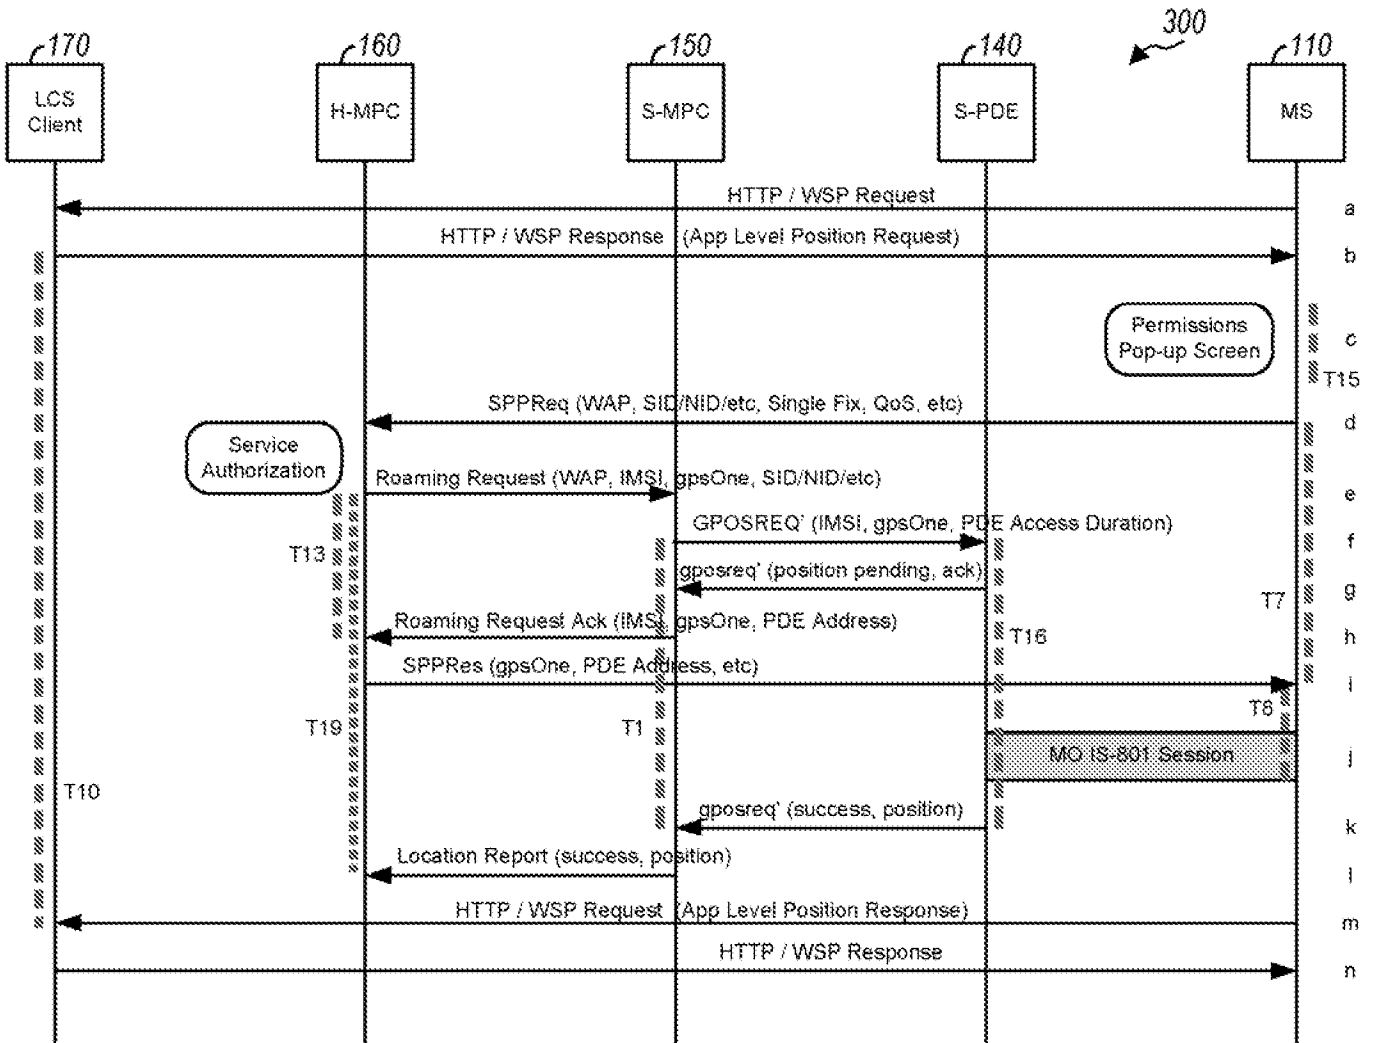 300
170
160
150
140
110
LCS
Client
H-MPC
S-MPC
S-PDE
MS
HTTP / WSP Request
a
HTTP / WSP Response (App Level Position Request)
b
Permissions
Pop-up Screen
c
T15
SPPReq (WAP, SID/NID/etc, Single Fix, QoS, etc)
d
Service
Authorization
Roaming Request (WAP, IMSI, gpsOne, SID/NID/etc)
e
GPOSREQ' (IMSI, gpsOne, PDE Access Duration)
f
T13
gposreq' (position pending, ack)
g
T7
Roaming Request Ack (IMSI, gpsOne, PDE Address)
T16
h
SPPRes (gpsOne, PDE Address, etc)
i
T8
T19
T1
MO IS-801 Session
j
T10
gposreq' (success, position)
k
Location Report (success, position)
l
HTTP / WSP Request (App Level Position Response)
m
HTTP / WSP Response
n